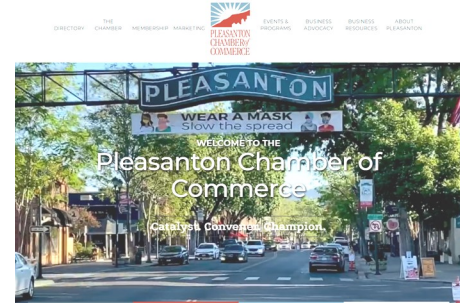 DIRECTORY
THE
CHAMBER
MEMBERSHIP
MARKETING
PLEASANTON
CHAMBER of
COMMERCE
EVENTS &
PROGRAMS
BUSINESS
ADVOCACY
BUSINESS
RESOURCES
ABOUT
PLEASANTON
PLEASANTON
WEAR A MASK
Slow the spread
WELCOME TO THE
Pleasanton Chamber of
Commerce
Catalyst. Convener. Champion.